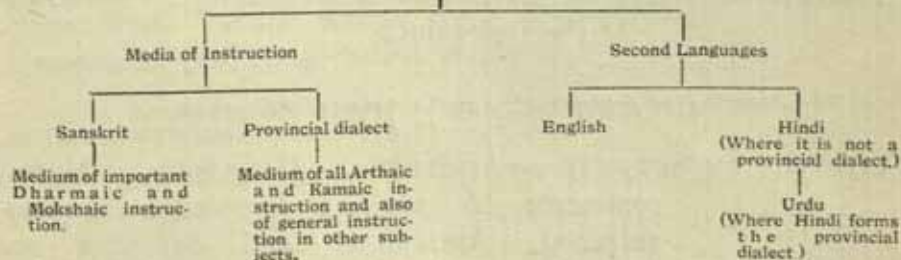 Media of Instruction
Second Languages
Sanskrit
Provincial dialect
English
Hindi
(Where it is not a
provincial dialect.)
Medium of important
Dharmaic and
Mokshaic instruc-
tion.
Medium of all Arthaic
and Kamaic in-
struction and also
of general instruc-
tion in other sub-
jects.
Urdu
(Where Hindi forms
the provincial
dialect)